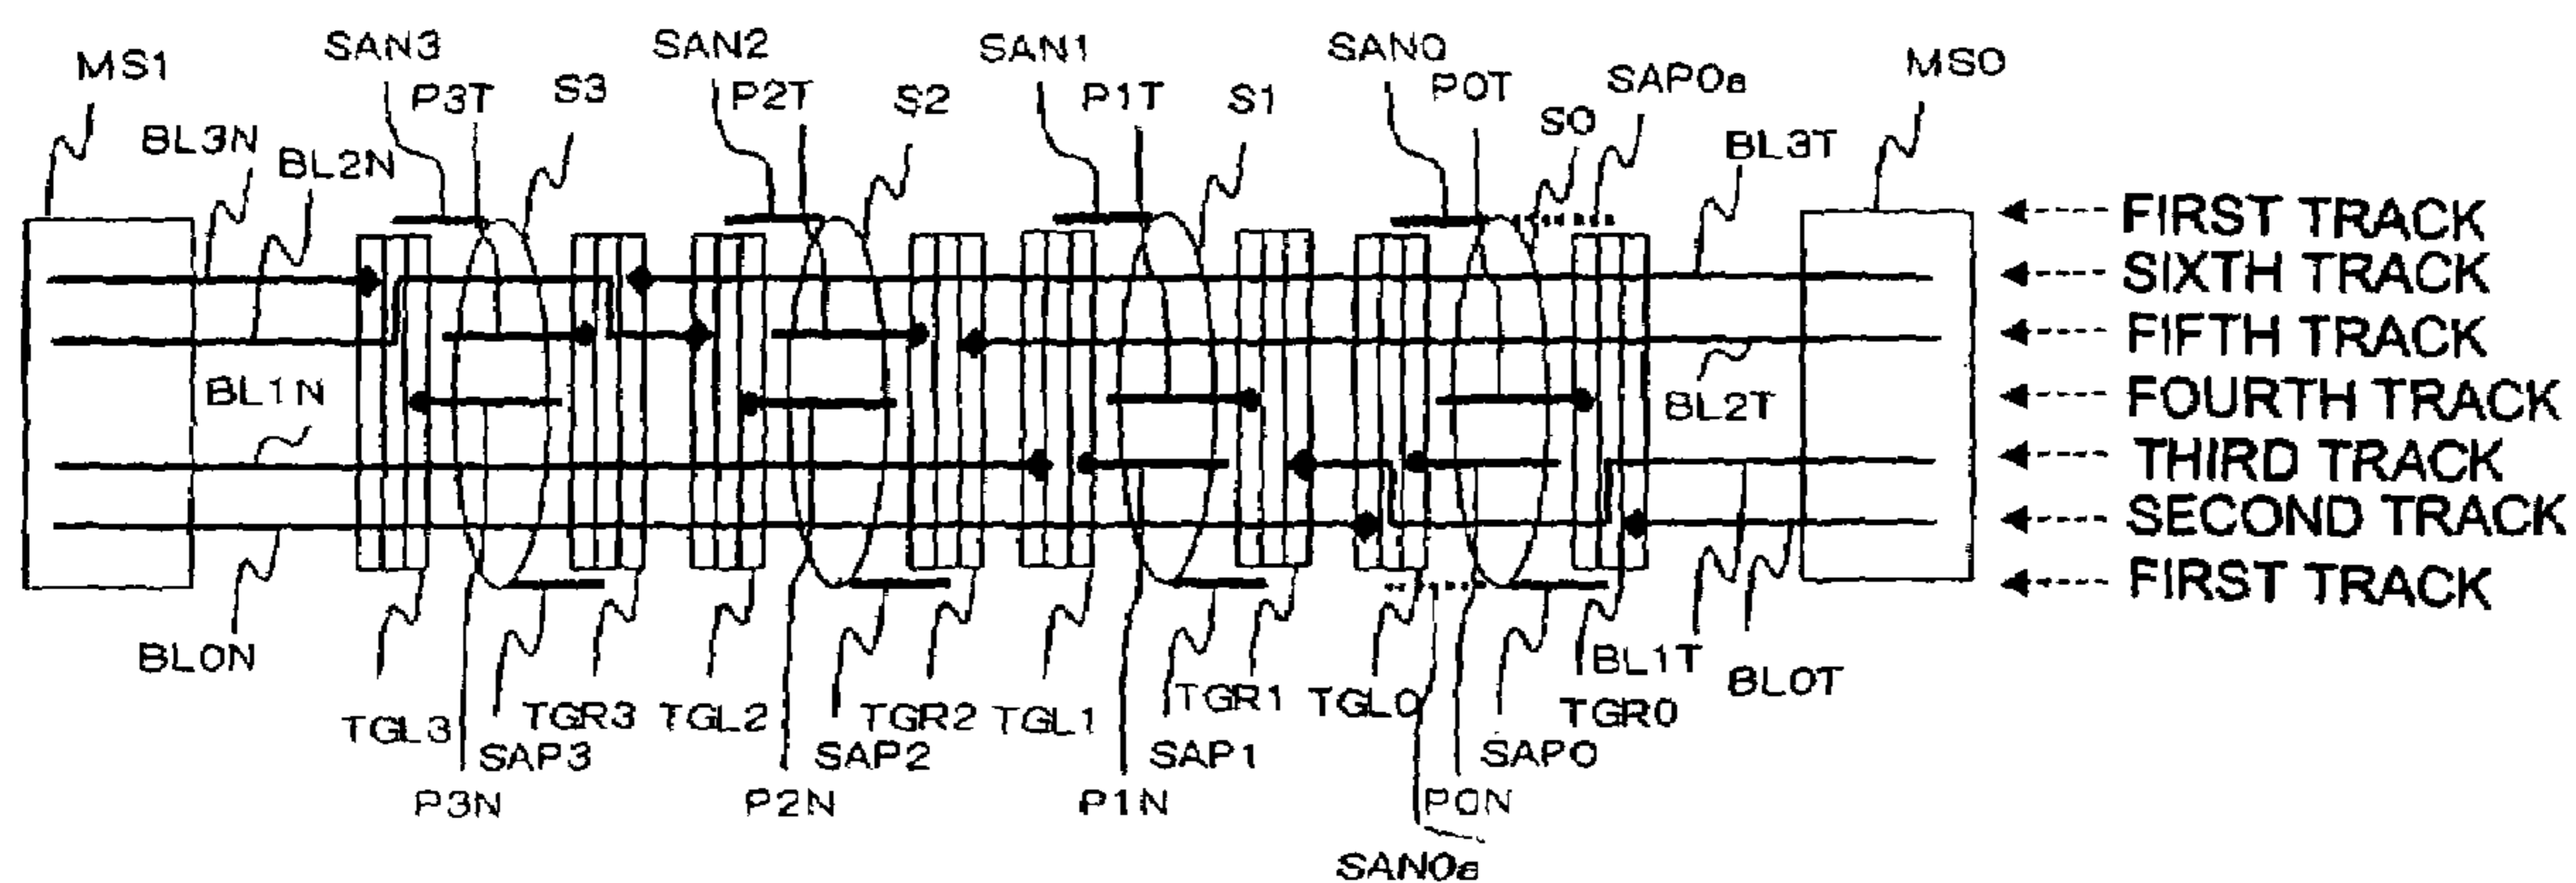 MS1
SAN3
SAN2
SAN1
SAN0
MS0
P3T
S3
P2T
S2
P1T
S1
P0T
S0
SAP0a
BL3N
BL2N
BL3T
FIRST TRACK
SIXTH TRACK
FIFTH TRACK
BL1N
BL2T
FOURTH TRACK
THIRD TRACK
SECOND TRACK
FIRST TRACK
BL0N
BL1T
BL0T
TGL3
TGR3
TGL2
TGR2
TGL1
TGR1
TGL0
TGR0
SAP3
SAP2
SAP1
SAP0
P3N
P2N
P1N
P0N
SAN0a